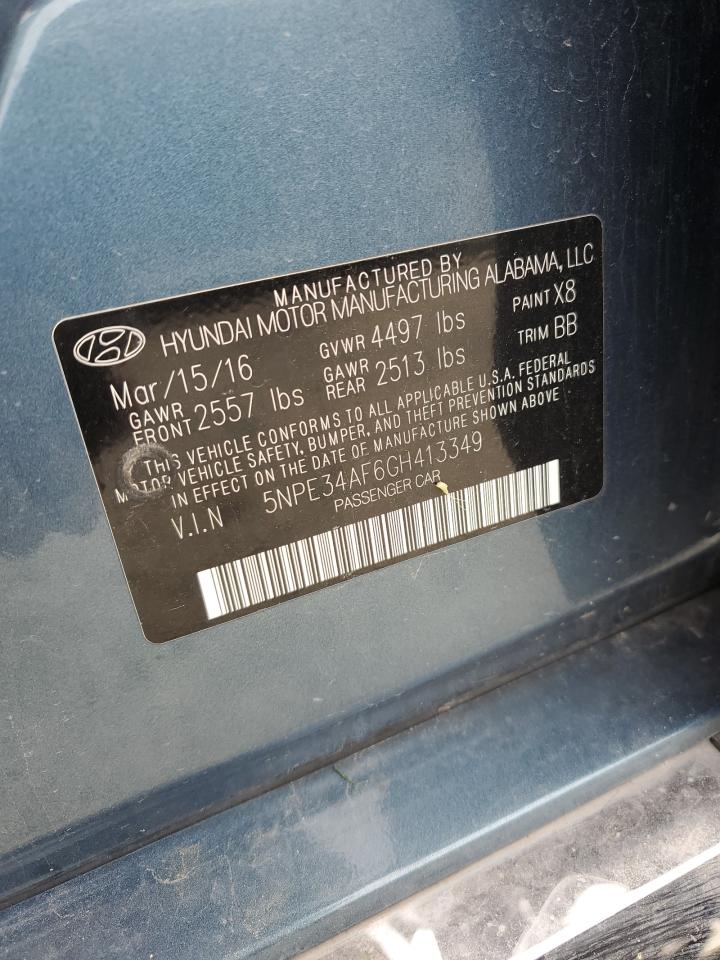 MANUFACTURED BY
HYUNDAI MOTOR MANUFACTURING ALABAMA, LLC
Mar/15/16 GVWR 4497 lbs PAINT X8
GAWR FRONT 2557 lbs GAWR REAR 2513 lbs TRIM BB
THIS VEHICLE CONFORMS TO ALL APPLICABLE U.S.A. FEDERAL
MOTOR VEHICLE SAFETY, BUMPER, AND THEFT PREVENTION STANDARDS
IN EFFECT ON THE DATE OF MANUFACTURE SHOWN ABOVE
V.I.N 5NPE34AF6GH413349
PASSENGER CAR